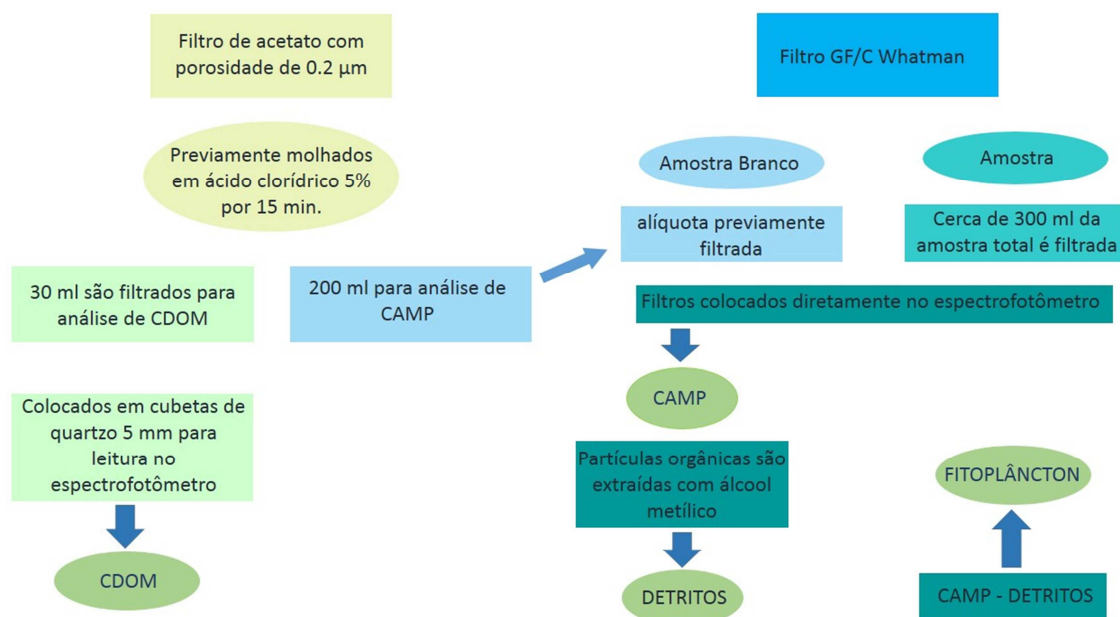 Filtro de acetato com
porosidade de 0.2 µm
Filtro GF/C Whatman
Previamente molhados
em ácido clorídrico 5%
por 15 min.
Amostra Branco
Amostra
alíquota previamente
filtrada
Cerca de 300 ml da
amostra total é filtrada
30 ml são filtrados para
análise de CDOM
200 ml para análise de
CAMP
Filtros colocados diretamente no espectrofotômetro
CAMP
Colocados em cubetas de
quartzo 5 mm para
leitura no
espectrofotômetro
Partículas orgânicas são
extraídas com álcool
metílico
FITOPLÂNCTON
CDOM
DETRITOS
CAMP - DETRITOS